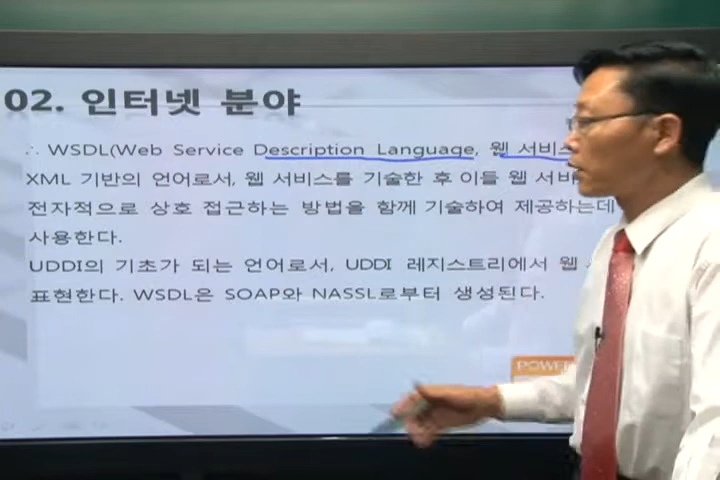 02. 인터넷 분야
∴ WSDL(Web Service Description Language, 웹 서비스
XML 기반의 언어로서, 웹 서비스를 기술한 후 이들 웹 서비
전자적으로 상호 접근하는 방법을 함께 기술하여 제공하는데
사용한다.
UDDI의 기초가 되는 언어로서, UDDI 레지스트리에서 웹
표현한다. WSDL은 SOAP와 NASSL로부터 생성된다.
POWER